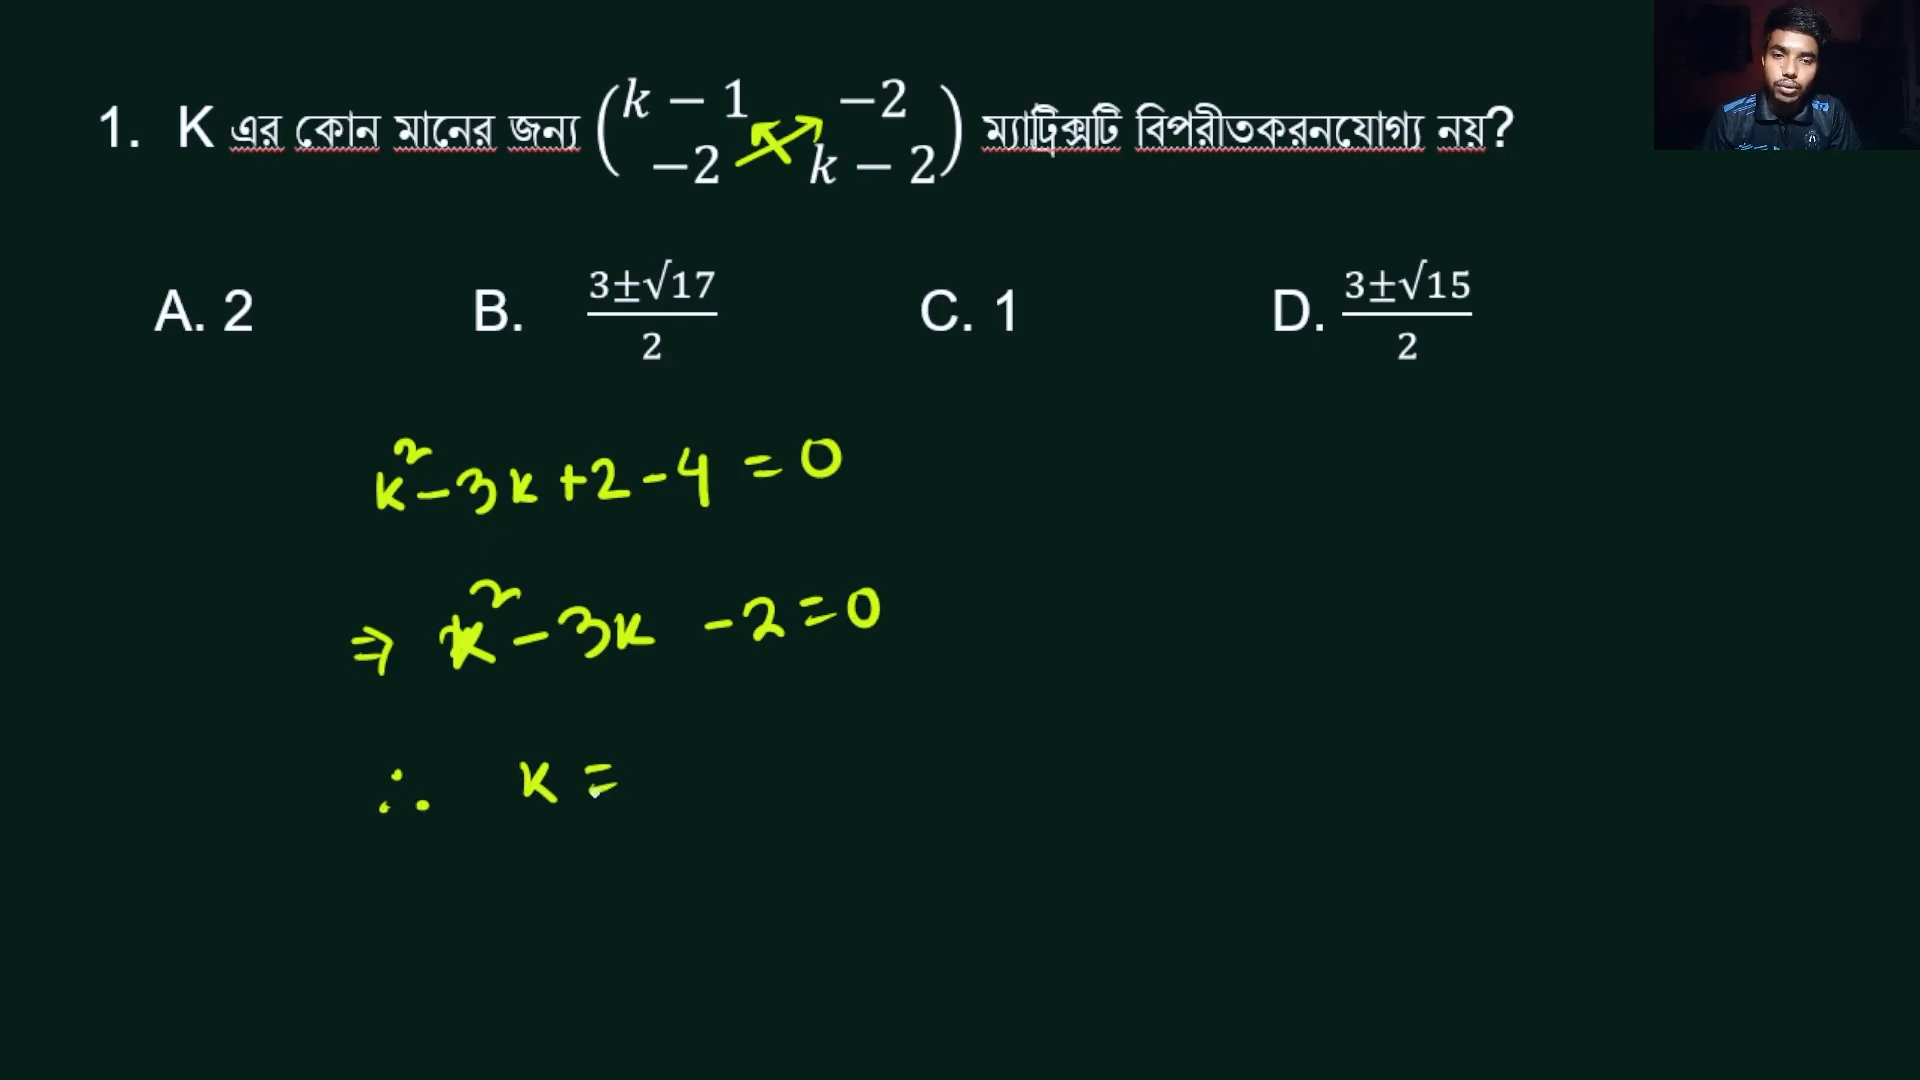 1. K এর কোন মানের জন্য (k − 1 −2
−2 k − 2) ম্যাট্রিক্সটি বিপরীতকরনযোগ্য নয়?
A. 2 B. 3±√17/2 C. 1 D. 3±√15/2
k² - 3k + 2 - 4 = 0
⇒ k² - 3k - 2 = 0
∴ k =